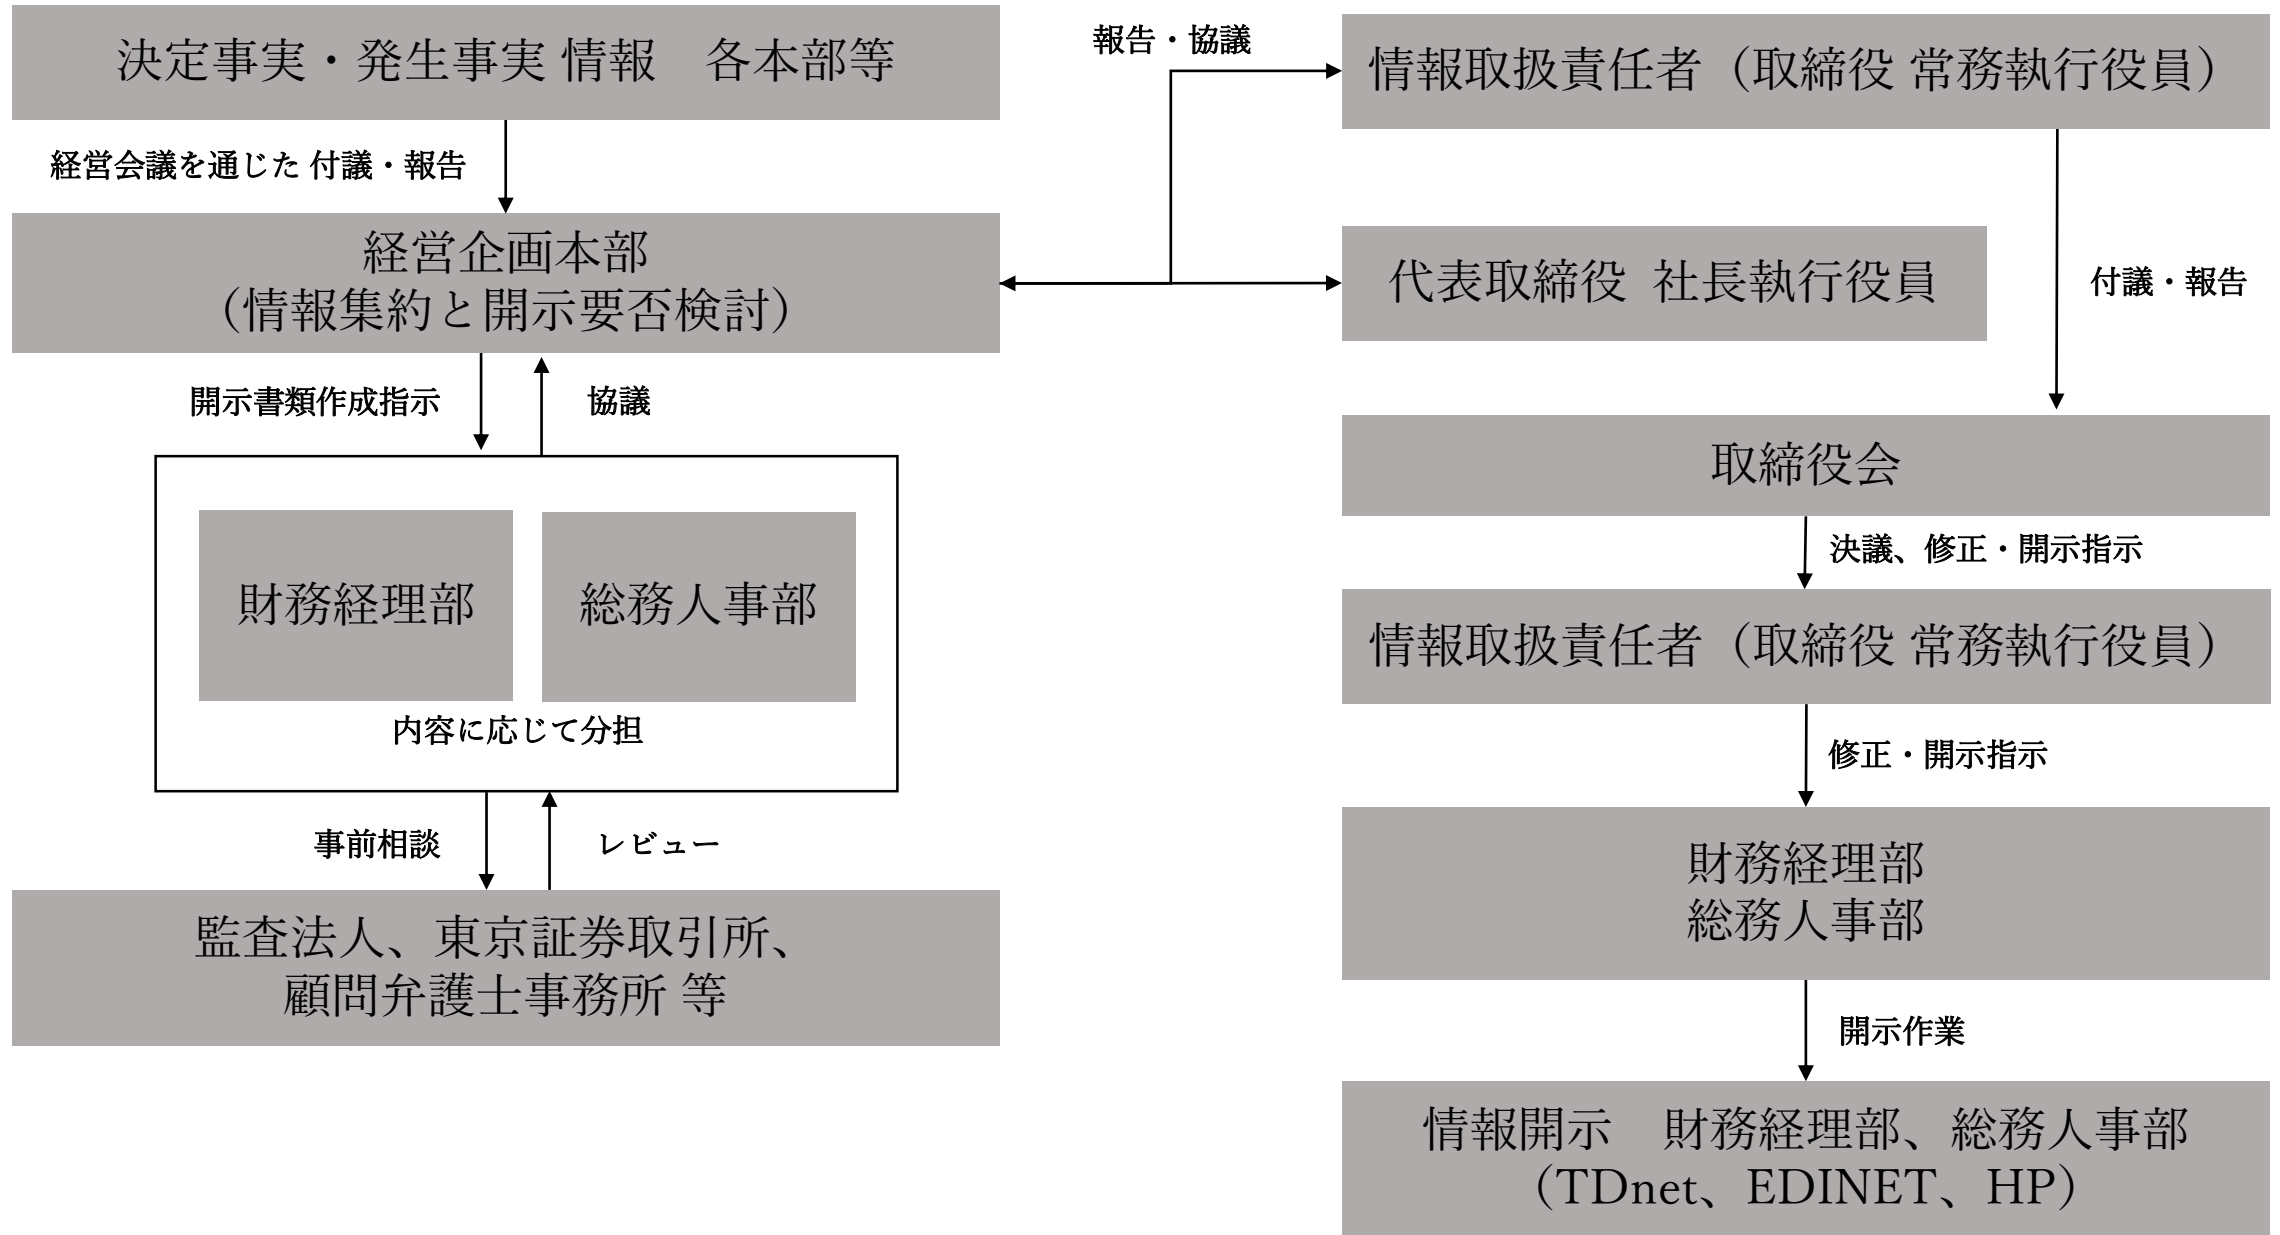 決定事実・発生事実 情報　各本部等
経営会議を通じた 付議・報告
経営企画本部
（情報集約と開示要否検討）
開示書類作成指示
協議
財務経理部
総務人事部
内容に応じて分担
事前相談
レビュー
監査法人、東京証券取引所、
顧問弁護士事務所 等
報告・協議
情報取扱責任者（取締役 常務執行役員）
代表取締役 社長執行役員
付議・報告
取締役会
決議、修正・開示指示
情報取扱責任者（取締役 常務執行役員）
修正・開示指示
財務経理部
総務人事部
開示作業
情報開示　財務経理部、総務人事部
（TDnet、EDINET、HP）